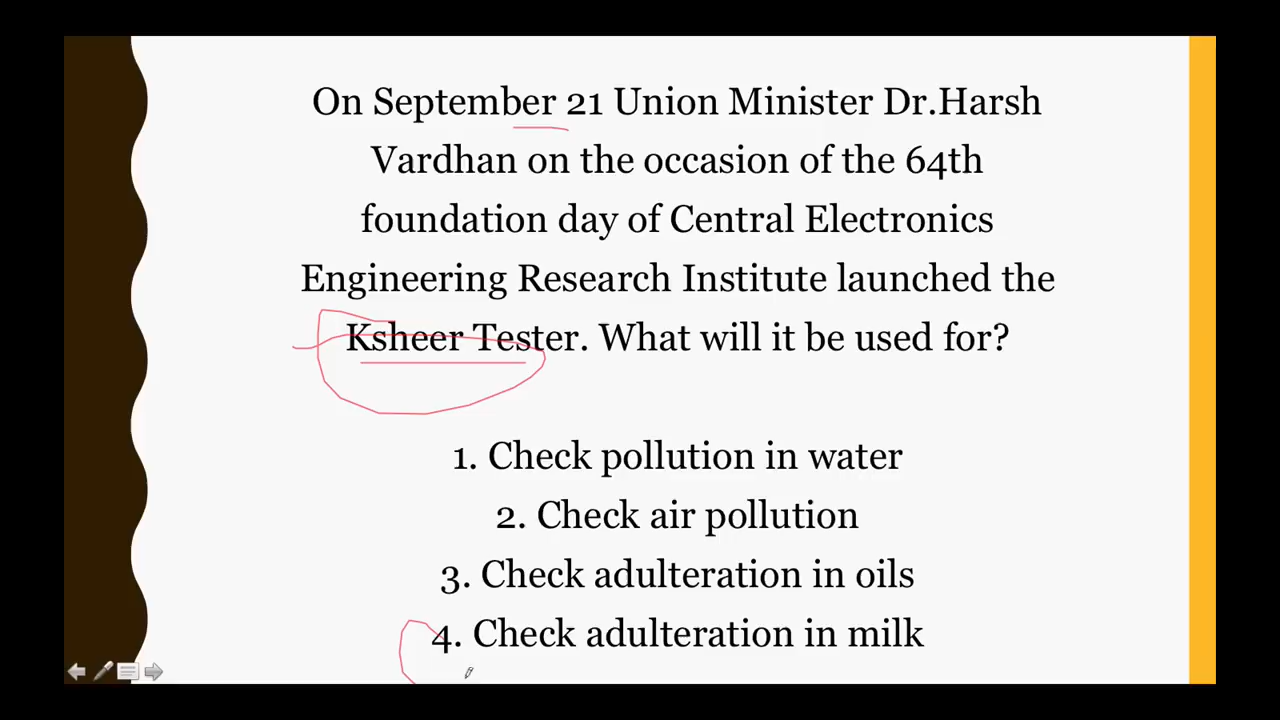 On September 21 Union Minister Dr.Harsh
Vardhan on the occasion of the 64th
foundation day of Central Electronics
Engineering Research Institute launched the
Ksheer Tester. What will it be used for?
1. Check pollution in water
2. Check air pollution
3. Check adulteration in oils
4. Check adulteration in milk